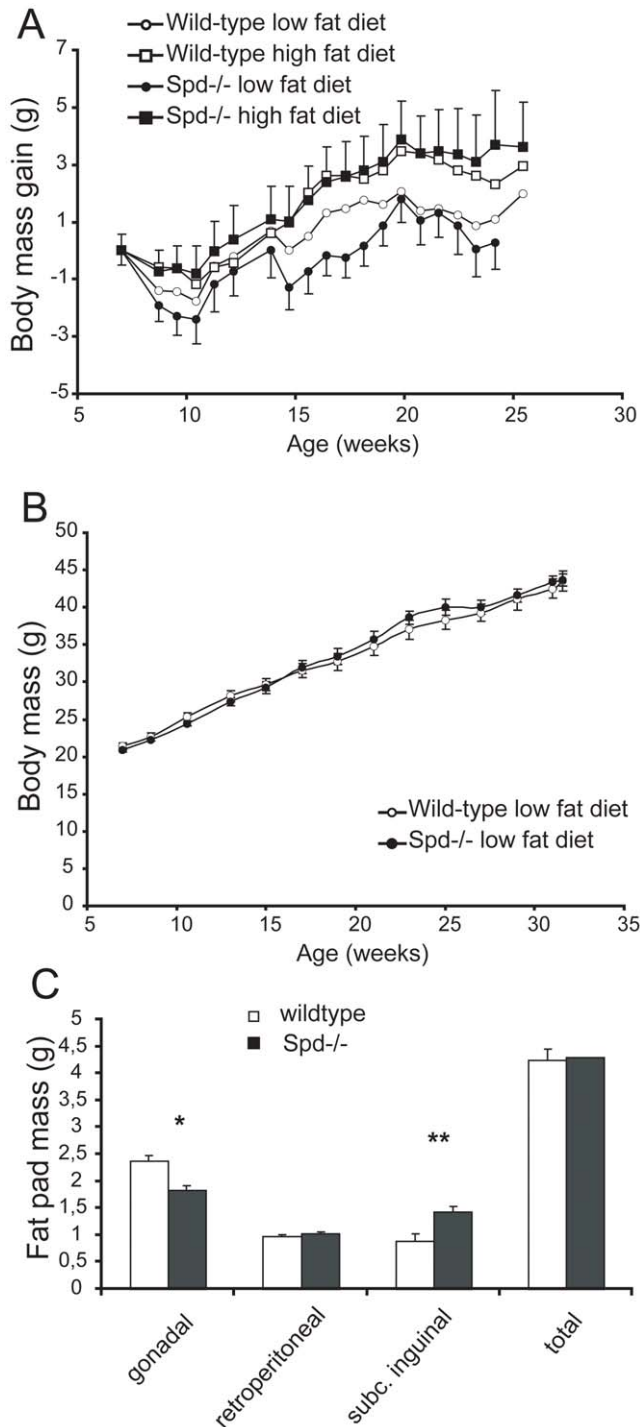 A
Wild-type low fat diet
Wild-type high fat diet
Spd-/- low fat diet
Spd-/- high fat diet
Body mass gain (g)
7
5
3
1
-1
-3
-5
5 10 15 20 25 30
Age (weeks)
B
Body mass (g)
50
45
40
35
30
25
20
15
10
5
0
Wild-type low fat diet
Spd-/- low fat diet
5 10 15 20 25 30 35
Age (weeks)
C
wildtype
Spd-/-
Fat pad mass (g)
5
4,5
4
3,5
3
2,5
2
1,5
1
0,5
0
*
**
gonadal
retroperitoneal
subc. inguinal
total